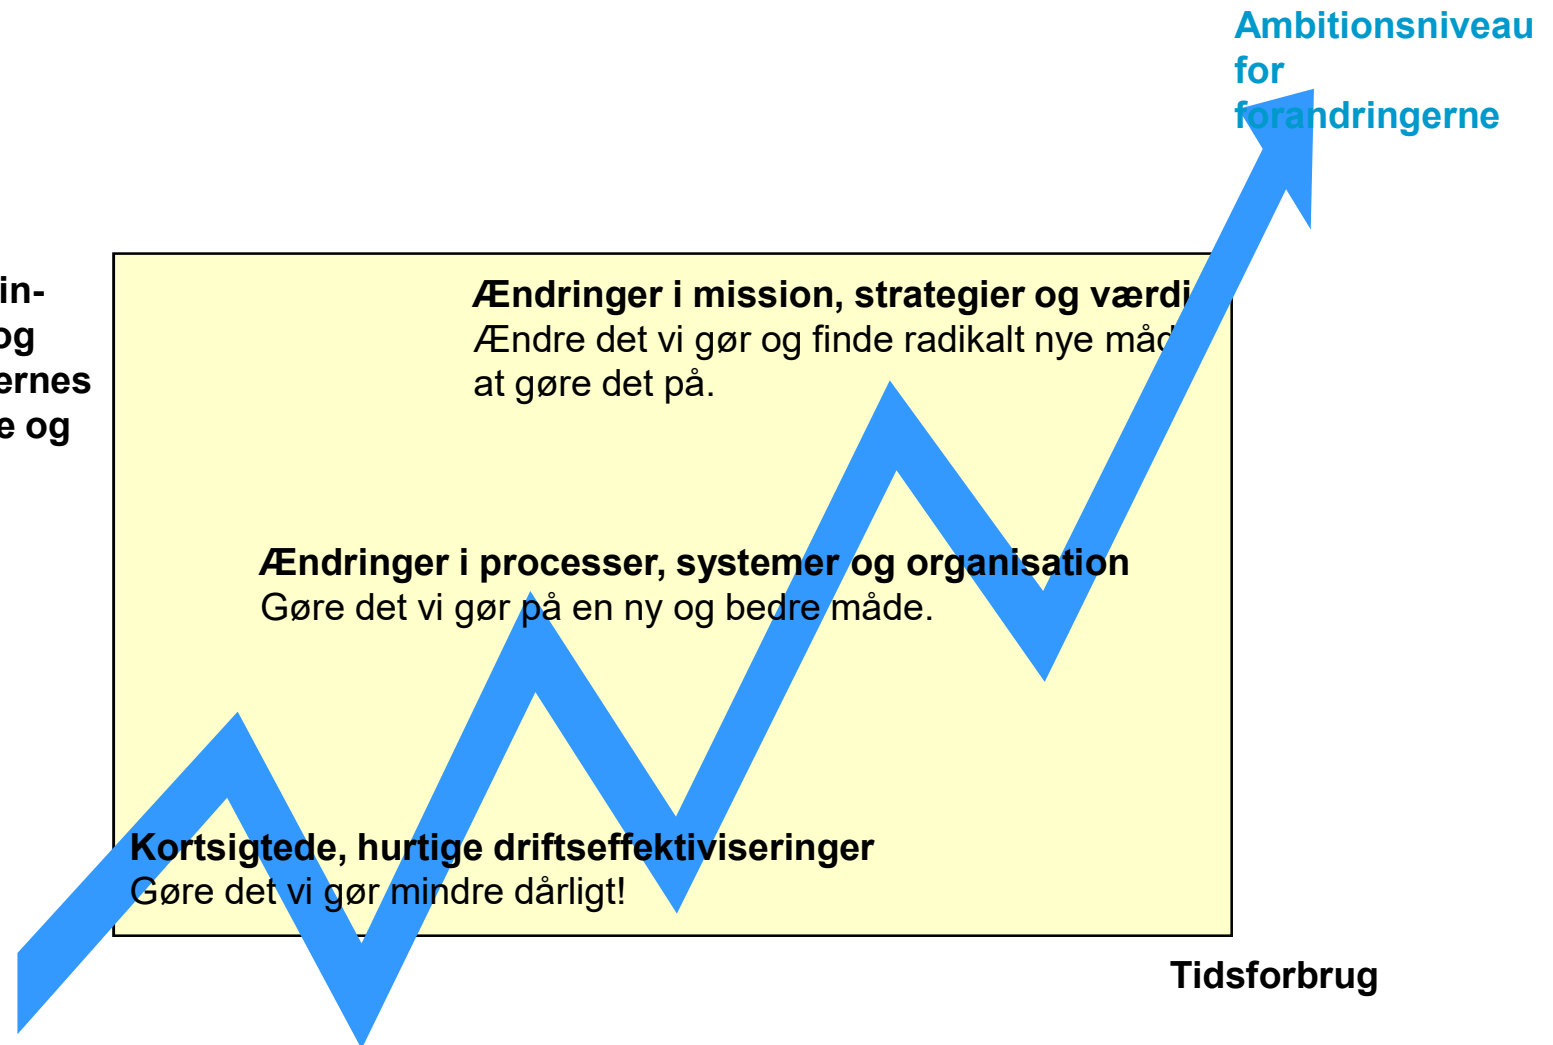 Ambitionsniveau
for
forandringerne
in-
og
ernes
e og
Ændringer i mission, strategier og værdi
Ændre det vi gør og finde radikalt nye måd
at gøre det på.
Ændringer i processer, systemer og organisation
Gøre det vi gør på en ny og bedre måde.
Kortsigtede, hurtige driftseffektiviseringer
Gøre det vi gør mindre dårligt!
Tidsforbrug